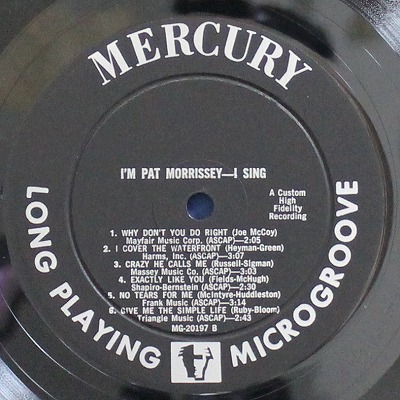 MERCURY
I'M PAT MORRISSEY—I SING
A Custom
High
Fidelity
Recording
1. WHY DON'T YOU DO RIGHT (Joe McCoy)
Mayfair Music Corp. (ASCAP)—2:05
2. I COVER THE WATERFRONT (Heyman-Green)
Harms, Inc. (ASCAP)—3:07
3. CRAZY HE CALLS ME (Russell-Sigman)
Massey Music Co. (ASCAP)—3:03
4. EXACTLY LIKE YOU (Fields-McHugh)
Shapiro-Bernstein (ASCAP)—2:30
5. NO TEARS FOR ME (McIntyre-Huddleston)
Frank Music (ASCAP)—3:14
6. GIVE ME THE SIMPLE LIFE (Ruby-Bloom)
Triangle Music (ASCAP)—2:43
MG-20197 B
LONG PLAYING MICROGROOVE